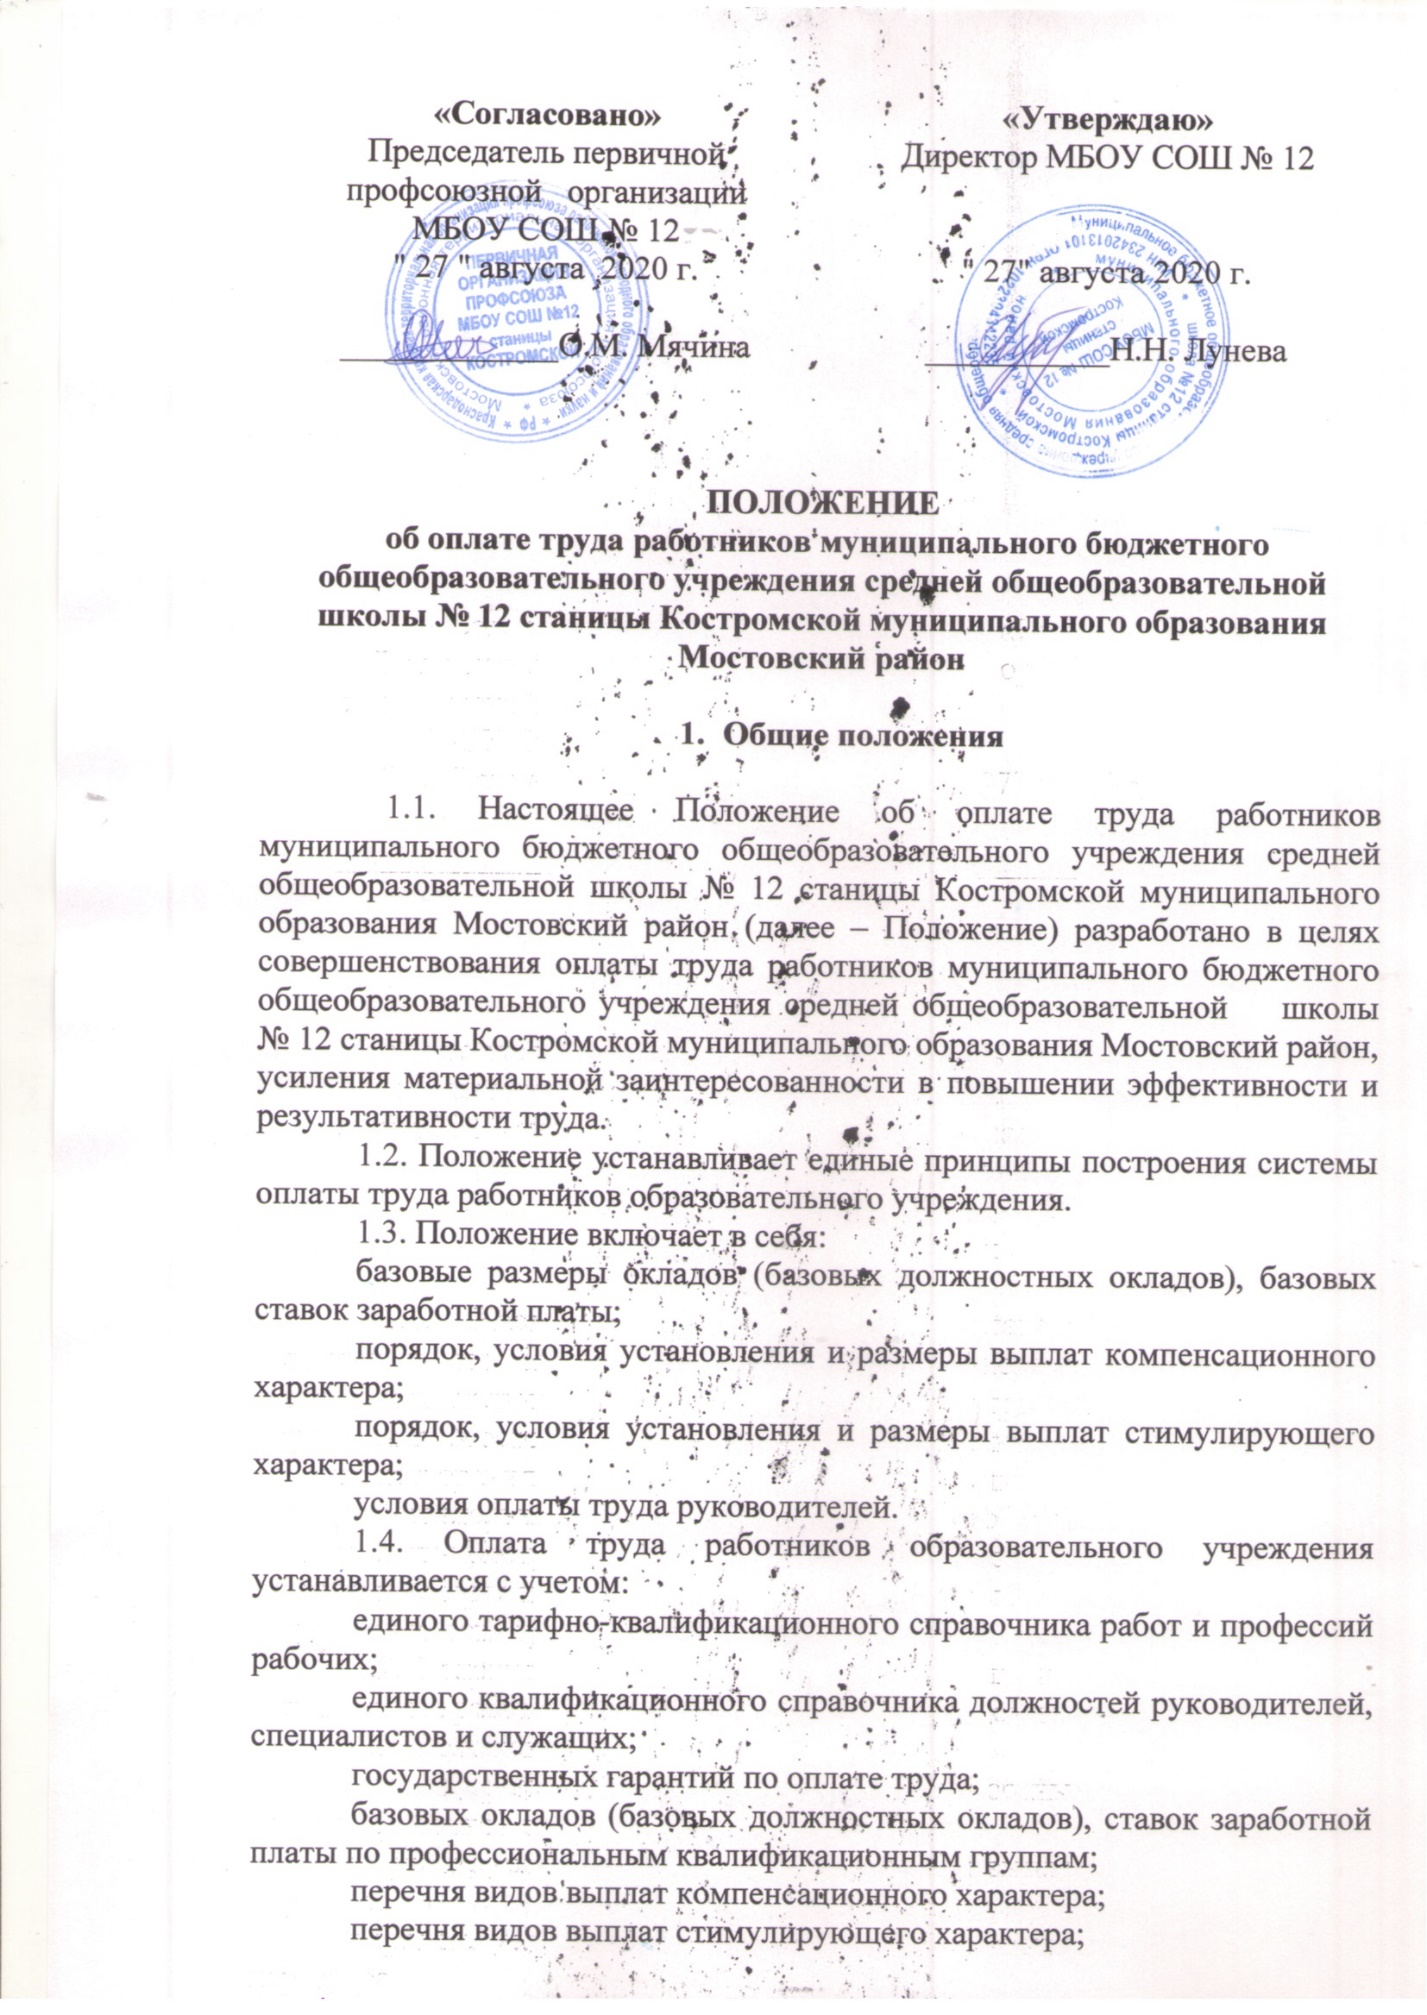 «Согласовано»
Председатель первичной
профсоюзной организации
МБОУ СОШ № 12
" 27 " августа 2020 г.
О.М. Мячина
«Утверждаю»
Директор МБОУ СОШ № 12
" 27" августа 2020 г.
Н.Н. Лунева
ПЕРВИЧНАЯ
ОРГАНИЗАЦИЯ
ПРОФСОЮЗА
МБОУ СОШ №12
станицы
КОСТРОМСКОЙ
ПОЛОЖЕНИЕ
об оплате труда работников муниципального бюджетного
общеобразовательного учреждения средней общеобразовательной
школы № 12 станицы Костромской муниципального образования
Мостовский район
1. Общие положения
1.1. Настоящее Положение об оплате труда работников
муниципального бюджетного общеобразовательного учреждения средней
общеобразовательной школы № 12 станицы Костромской муниципального
образования Мостовский район (далее – Положение) разработано в целях
совершенствования оплаты труда работников муниципального бюджетного
общеобразовательного учреждения средней общеобразовательной школы
№ 12 станицы Костромской муниципального образования Мостовский район,
усиления материальной заинтересованности в повышении эффективности и
результативности труда.
1.2. Положение устанавливает единые принципы построения системы
оплаты труда работников образовательного учреждения.
1.3. Положение включает в себя:
базовые размеры окладов (базовых должностных окладов), базовых
ставок заработной платы;
порядок, условия установления и размеры выплат компенсационного
характера;
порядок, условия установления и размеры выплат стимулирующего
характера;
условия оплаты труда руководителей.
1.4. Оплата труда работников образовательного учреждения
устанавливается с учетом:
единого тарифно-квалификационного справочника работ и профессий
рабочих;
единого квалификационного справочника должностей руководителей,
специалистов и служащих;
государственных гарантий по оплате труда;
базовых окладов (базовых должностных окладов), ставок заработной
платы по профессиональным квалификационным группам;
перечня видов выплат компенсационного характера;
перечня видов выплат стимулирующего характера;